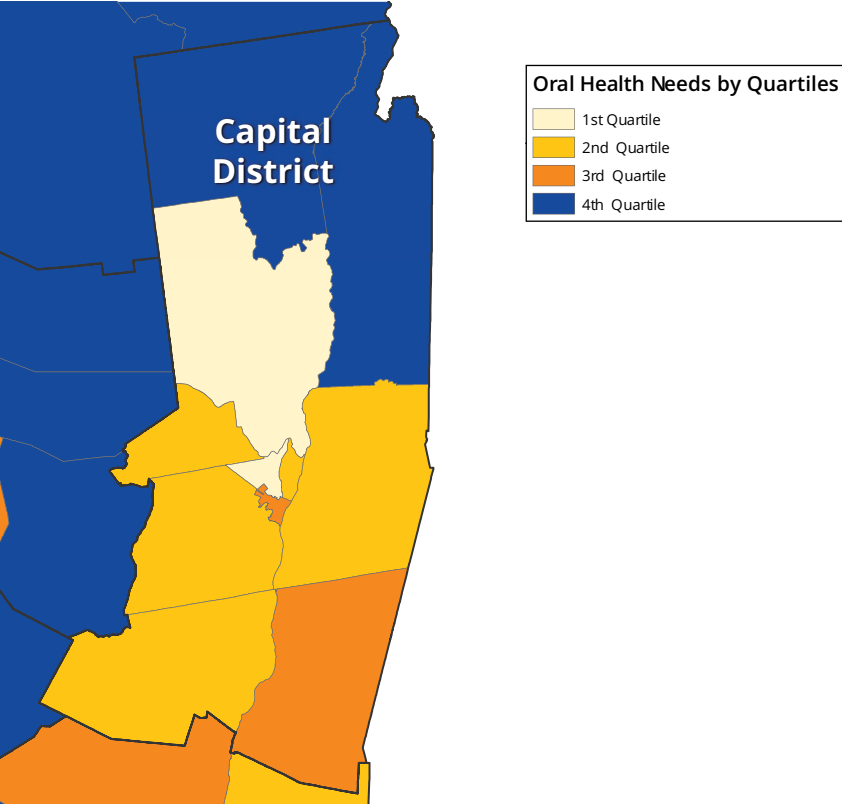 Capital
District
Oral Health Needs by Quartiles
1st Quartile
2nd Quartile
3rd Quartile
4th Quartile